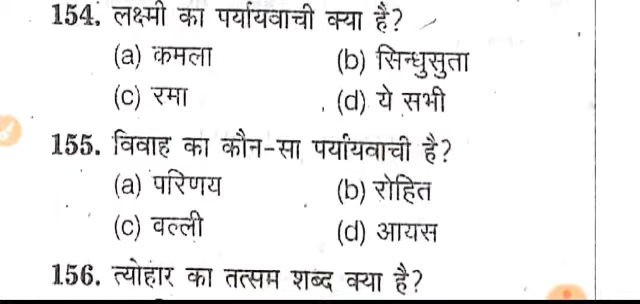 154. लक्ष्मी का पर्यायवाची क्या है?
(a) कमला (b) सिन्धुसुता
(c) रमा (d) ये सभी
155. विवाह का कौन-सा पर्यायवाची है?
(a) परिणय (b) रोहित
(c) वल्ली (d) आयस
156. त्योहार का तत्सम शब्द क्या है?